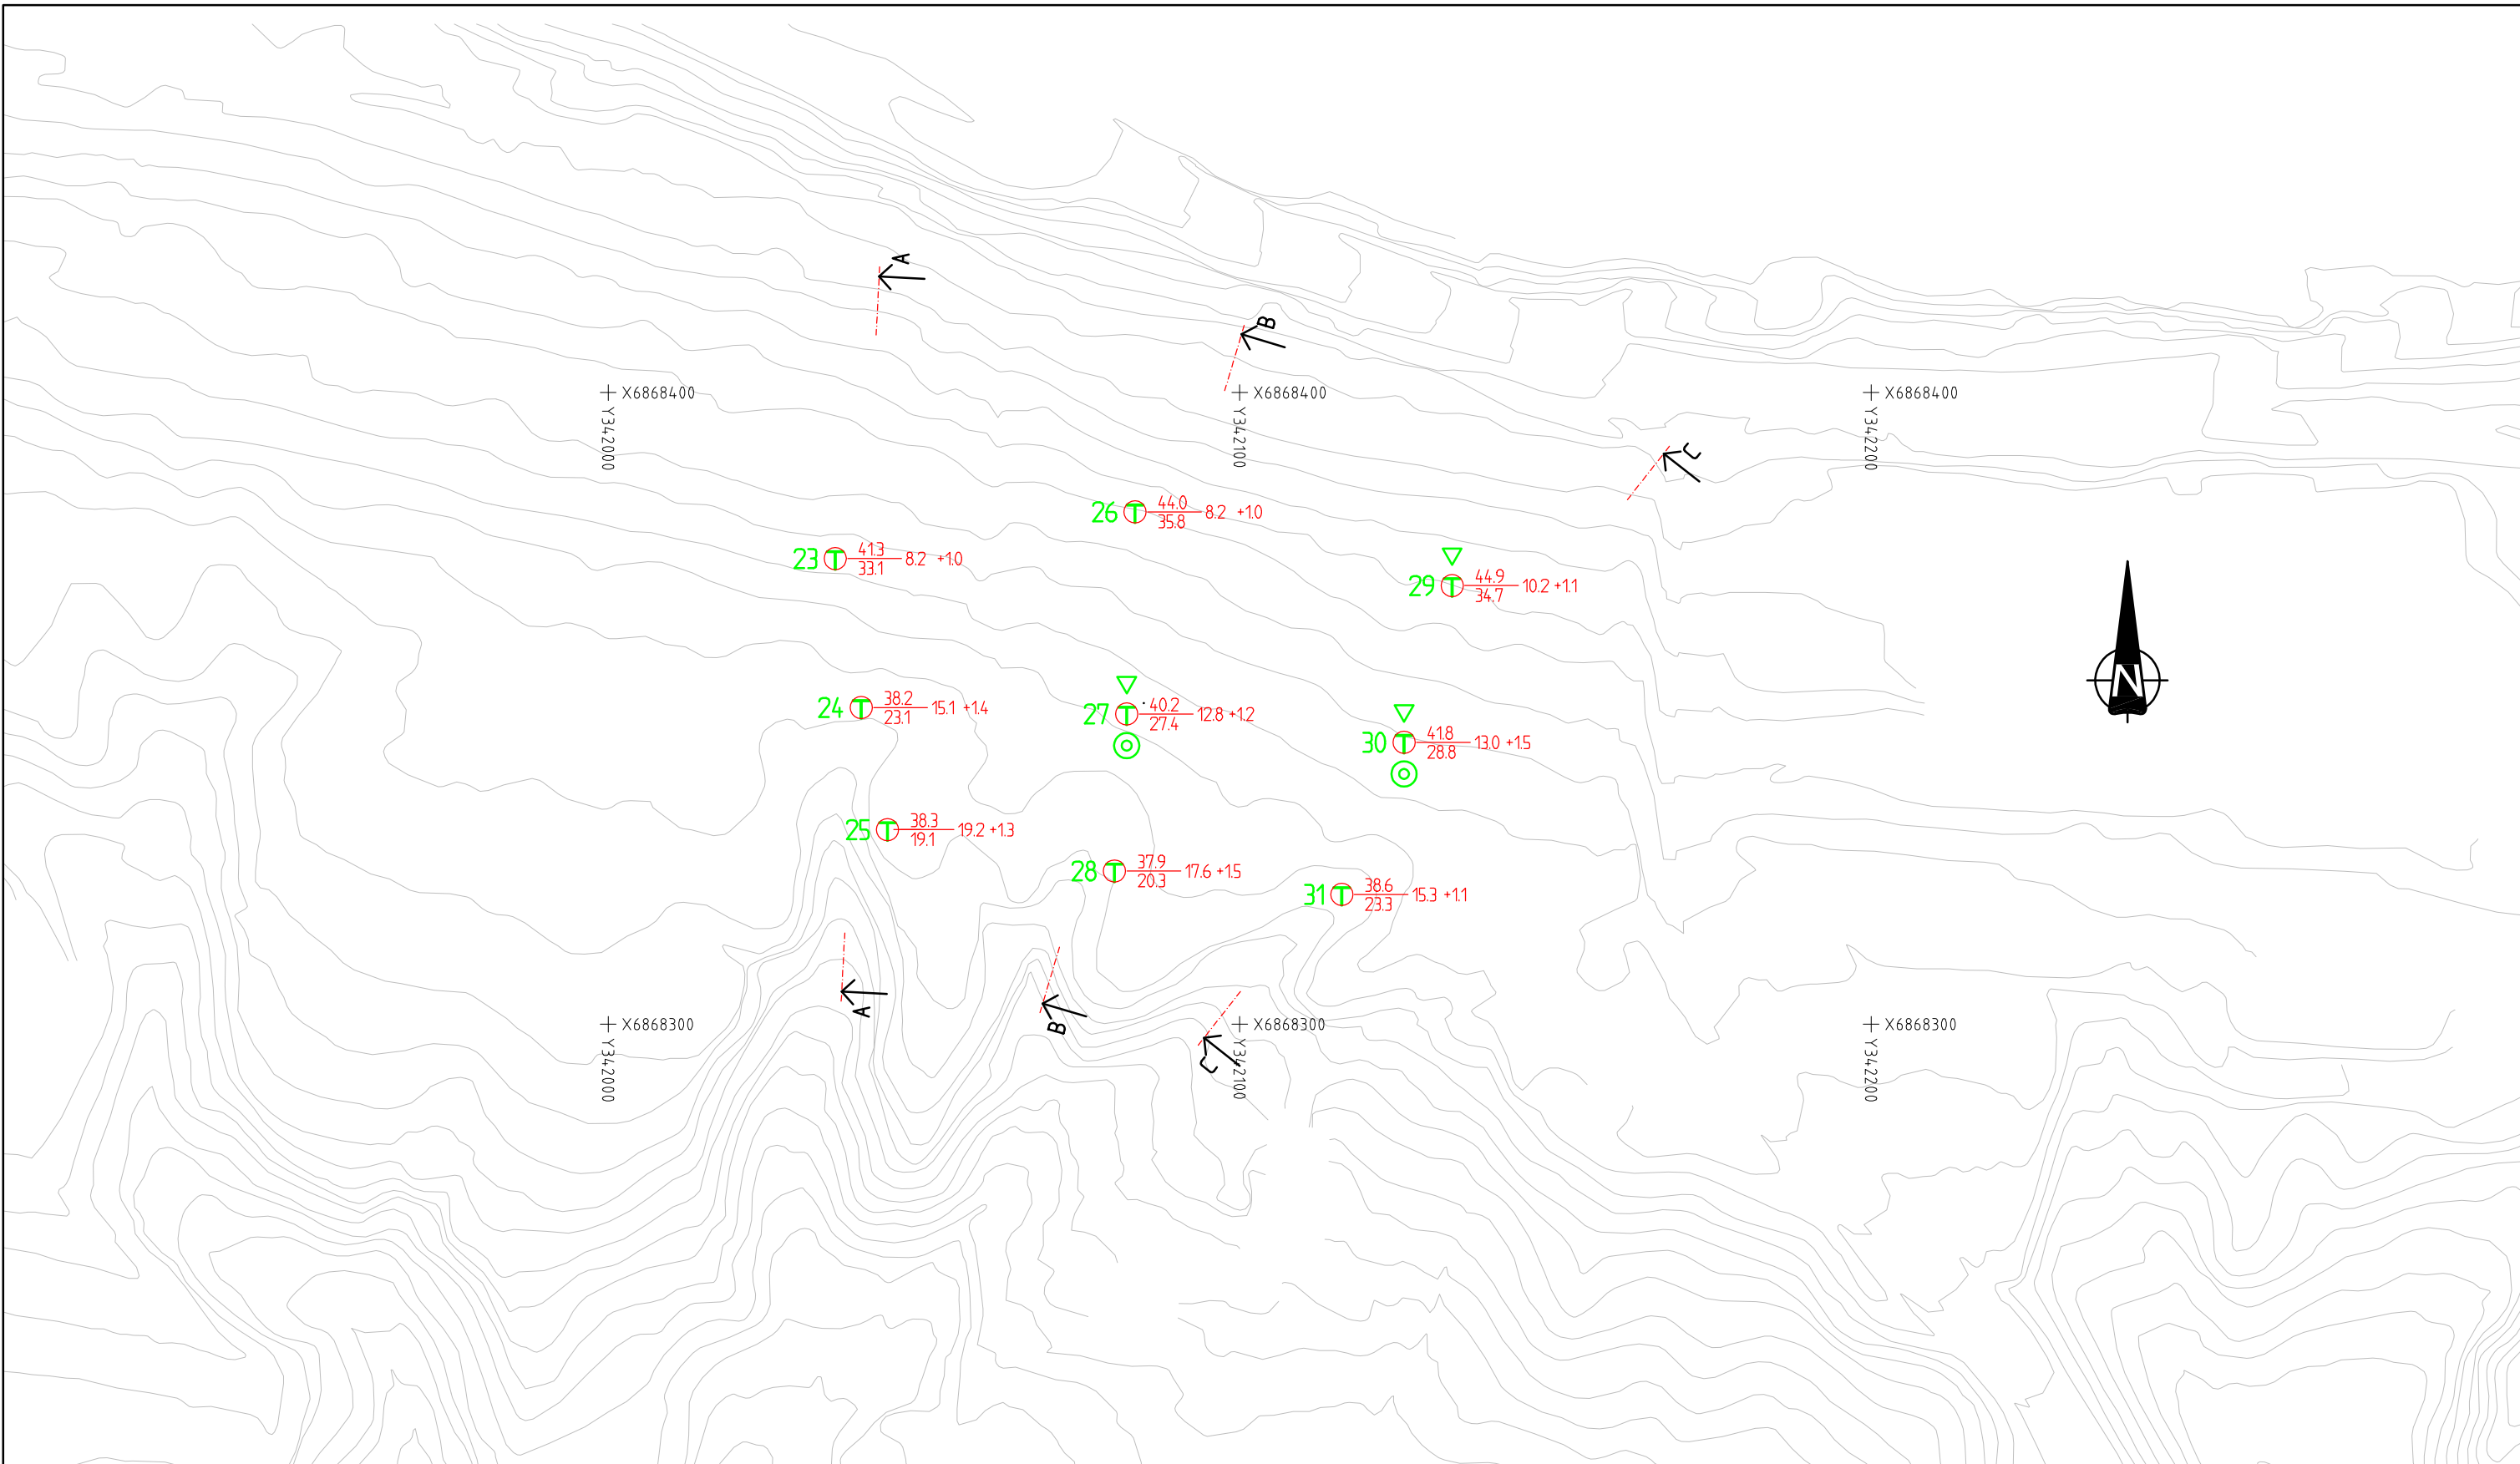 A
B
X6868400
X6868400
X6868400
Y342000
Y342100
Y342200
C
26 T 44.0 8.2 +1.0
35.8
23 T 41.3 8.2 +1.0
33.1
29 T 44.9 10.2 +1.1
34.7
N
24 T 38.2 15.1 +1.4
23.1
27 T 40.2 12.8 +1.2
27.4
30 T 41.8 13.0 +1.5
28.8
25 T 38.3 19.2 +1.3
19.1
28 T 37.9 17.6 +1.5
20.3
31 T 38.6 15.3 +1.1
23.3
A
B
X6868300
X6868300
X6868300
C
Y342000
Y342100
Y342200